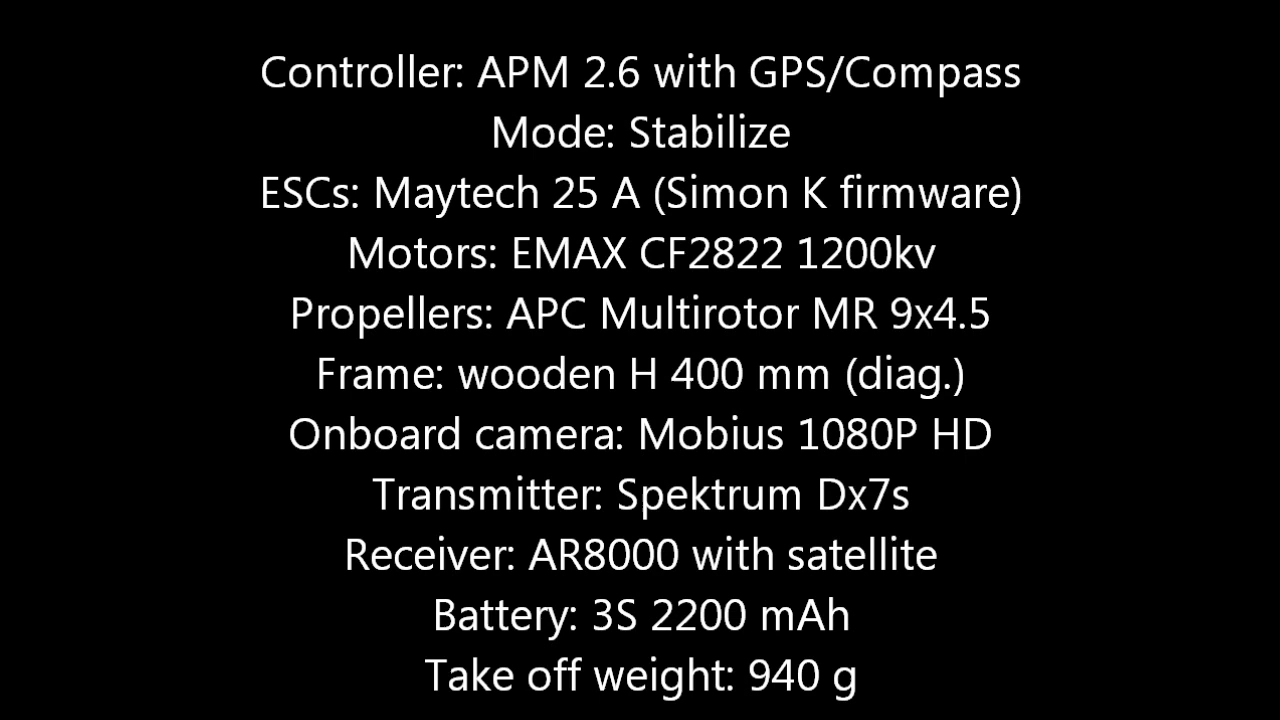 Controller: APM 2.6 with GPS/Compass
Mode: Stabilize
ESCs: Maytech 25 A (Simon K firmware)
Motors: EMAX CF2822 1200kv
Propellers: APC Multirotor MR 9x4.5
Frame: wooden H 400 mm (diag.)
Onboard camera: Mobius 1080P HD
Transmitter: Spektrum Dx7s
Receiver: AR8000 with satellite
Battery: 3S 2200 mAh
Take off weight: 940 g